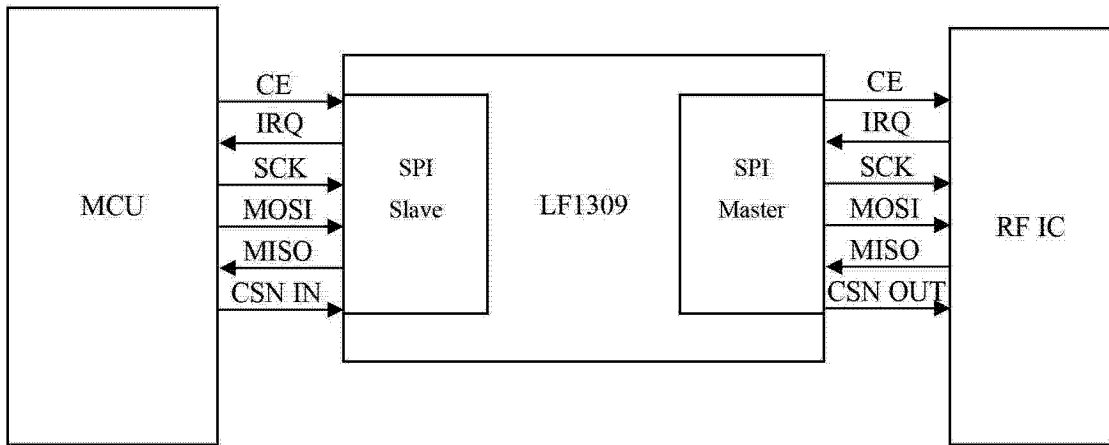 CE
IRQ
SCK
MOSI
MISO
CSN IN
MCU
SPI
Slave
LF1309
SPI
Master
CE
IRQ
SCK
MOSI
MISO
CSN OUT
RF IC